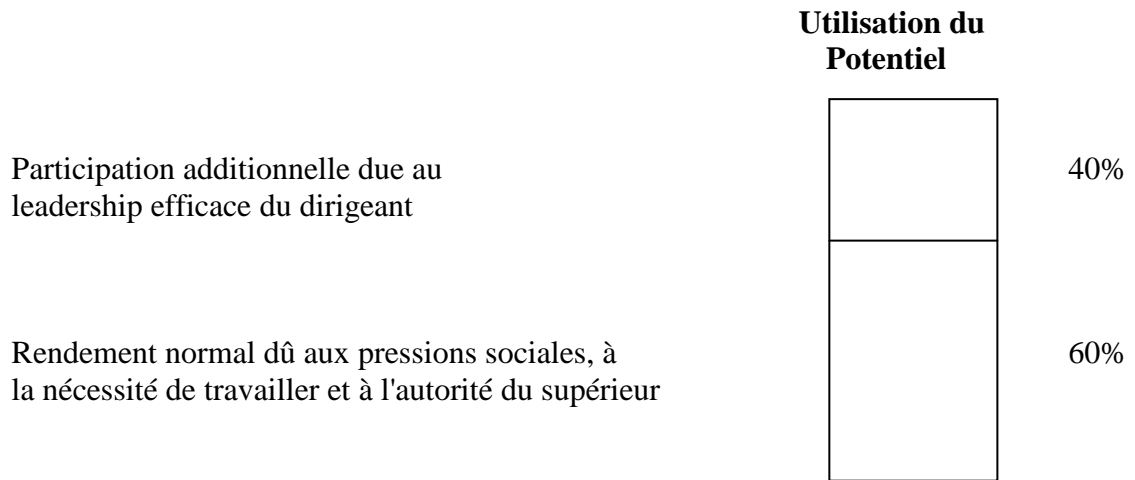 Utilisation du
Potentiel
Participation additionnelle due au
leadership efficace du dirigeant
40%
Rendement normal dû aux pressions sociales, à
la nécessité de travailler et à l'autorité du supérieur
60%